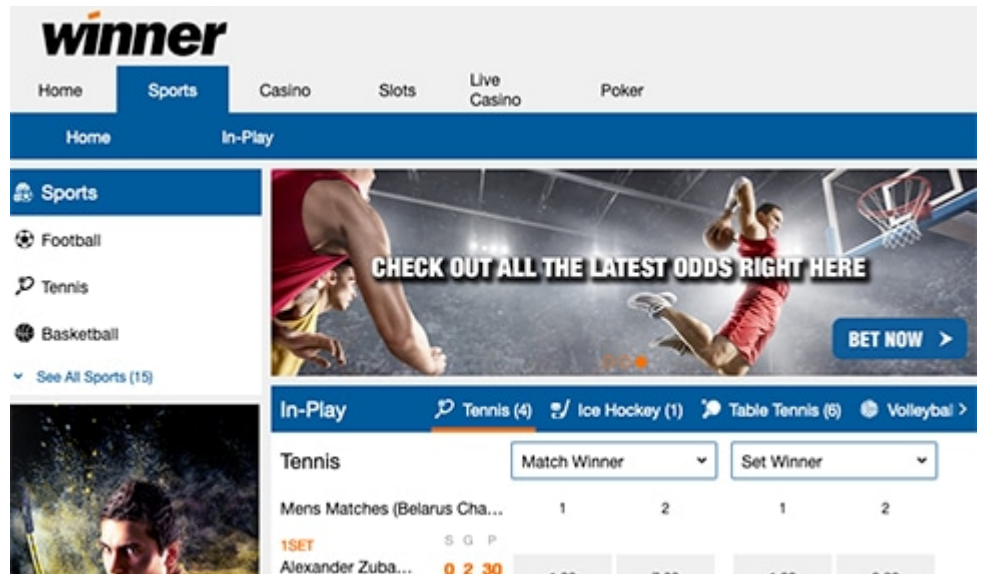 winner
Home Sports Casino Slots Live Casino Poker
Home In-Play
Sports
Football
Tennis
Basketball
See All Sports (15)
CHECK OUT ALL THE LATEST ODDS RIGHT HERE
BET NOW >
In-Play Tennis (4) Ice Hockey (1) Table Tennis (6) Volleybal >
Tennis Match Winner Set Winner
Mens Matches (Belarus Cha... 1 2 1 2
1SET S G P
Alexander Zuba... 0 2 30